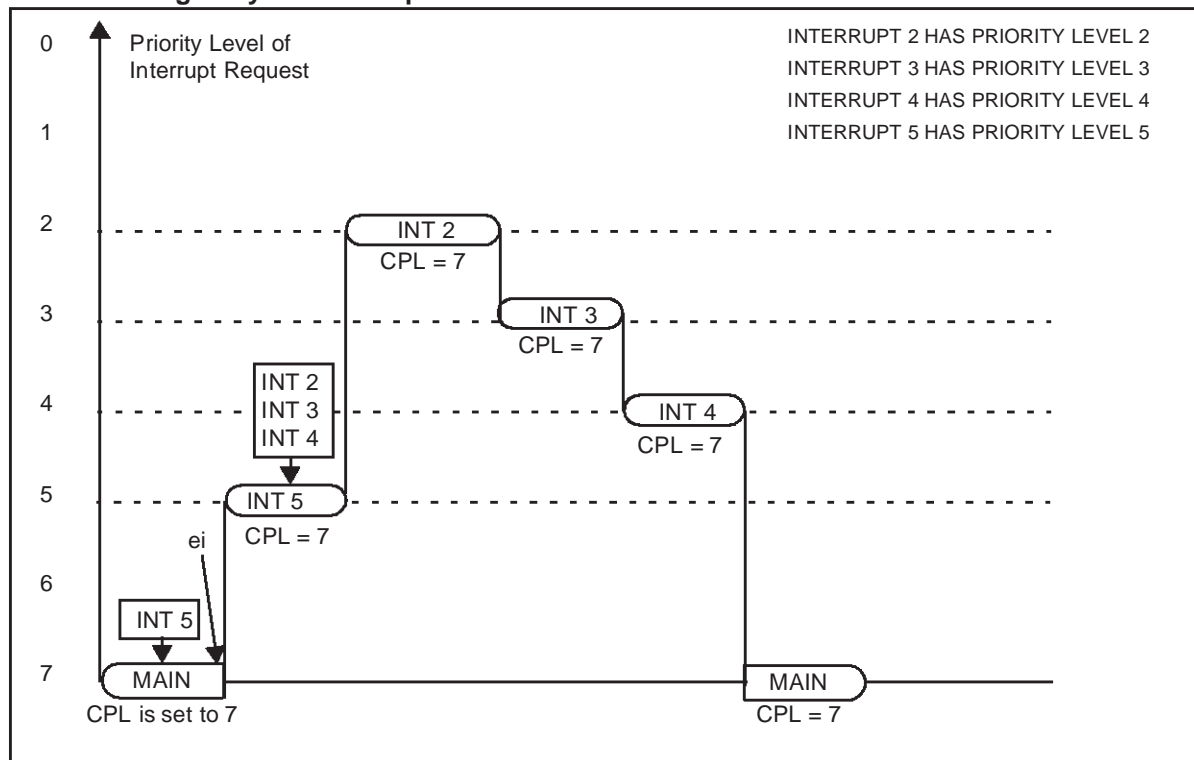 0
Priority Level of
Interrupt Request
INTERRUPT 2 HAS PRIORITY LEVEL 2
INTERRUPT 3 HAS PRIORITY LEVEL 3
INTERRUPT 4 HAS PRIORITY LEVEL 4
INTERRUPT 5 HAS PRIORITY LEVEL 5
1
2
INT 2
CPL = 7
3
INT 3
CPL = 7
INT 2
INT 3
INT 4
4
INT 4
CPL = 7
5
INT 5
CPL = 7
ei
6
INT 5
7
MAIN
CPL is set to 7
MAIN
CPL = 7